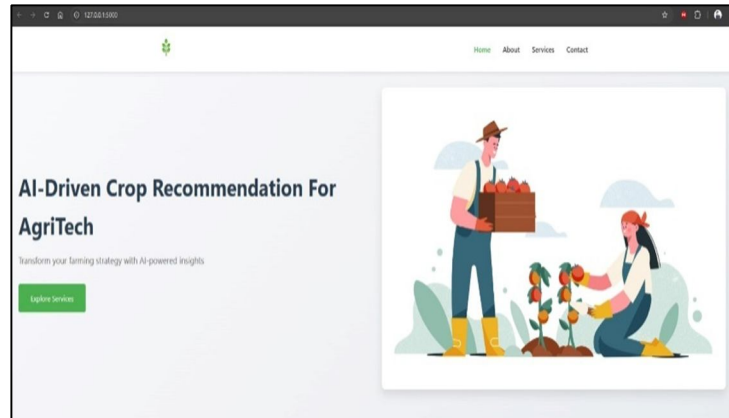 127.0.0.1:5000
Home About Services Contact
AI-Driven Crop Recommendation For
AgriTech
Transform your farming strategy with AI-powered insights
Explore Services